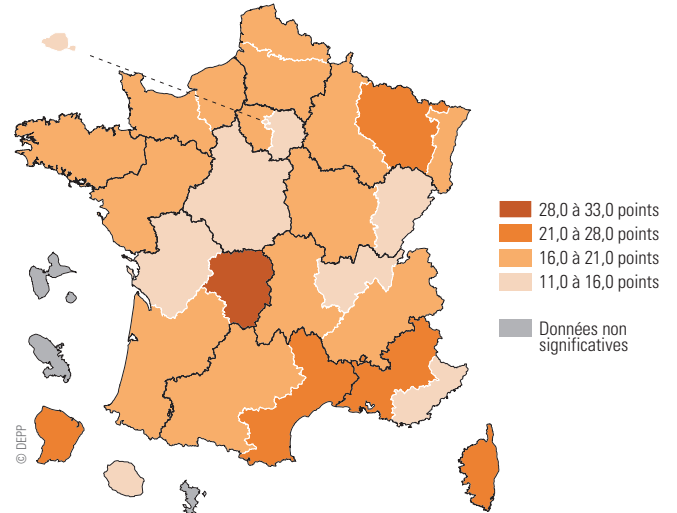 28,0 à 33,0 points
21,0 à 28,0 points
16,0 à 21,0 points
11,0 à 16,0 points
Données non
significatives
© DEPP